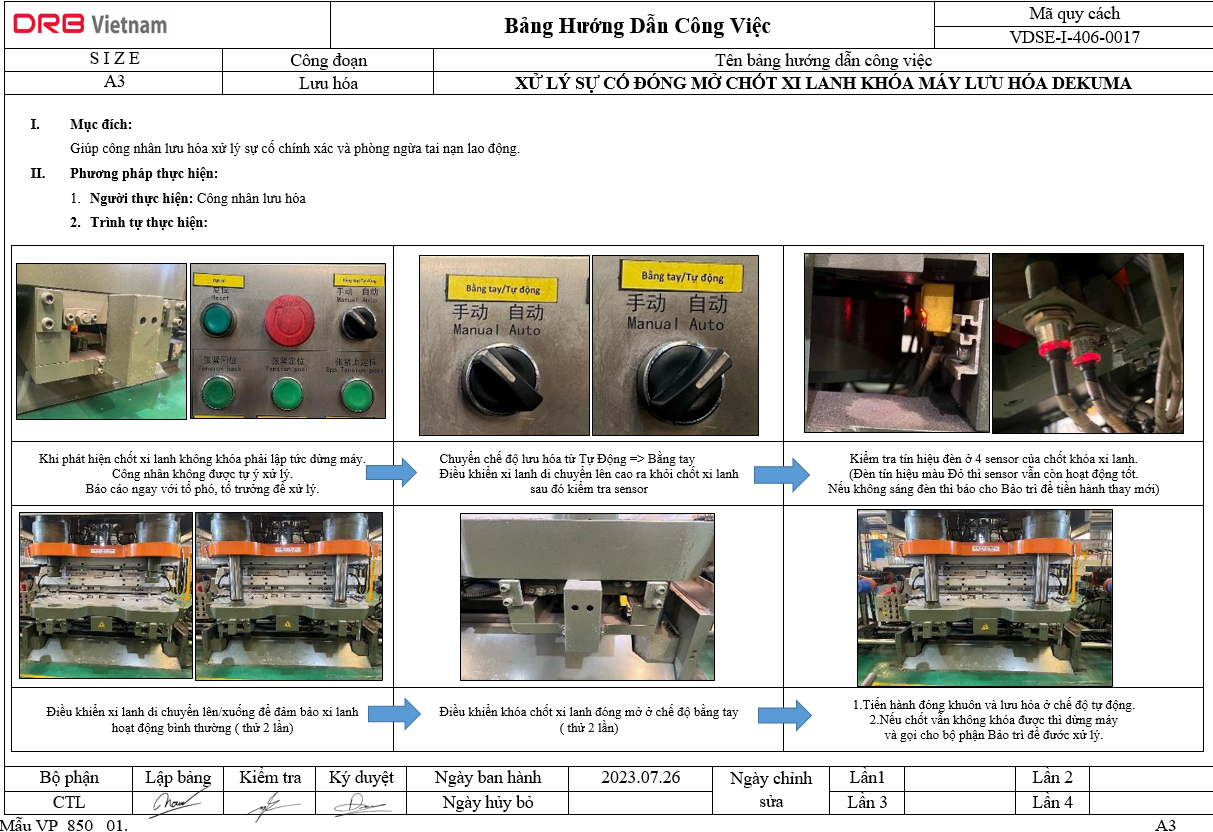 DRB Vietnam
Bảng Hướng Dẫn Công Việc
Mã quy cách
VDSE-I-406-0017
S I Z E
Công đoạn
Tên bảng hướng dẫn công việc
A3
Lưu hóa
XỬ LÝ SỰ CỐ ĐÓNG MỞ CHỐT XI LANH KHÓA MÁY LƯU HÓA DEKUMA
I. Mục đích:
Giúp công nhân lưu hóa xử lý sự cố chính xác và phòng ngừa tai nạn lao động.
II. Phương pháp thực hiện:
1. Người thực hiện: Công nhân lưu hóa
2. Trình tự thực hiện:
复位
Reset
Bằng tay/Tự động
手动 自动
Manual Auto
张紧回位
Tension back
张紧定位
Tension posi
张紧上定位
Bằng tay/Tự động
手动 自动
Manual Auto
Bằng tay/Tự động
手动 自动
Manual Auto
Khi phát hiện chốt xi lanh không khóa phải lập tức dừng máy.
Công nhân không được tự ý xử lý.
Báo cáo ngay với tổ phó, tổ trưởng để xử lý.
Chuyển chế độ lưu hóa từ Tự Động => Bằng tay
Điều khiển xi lanh di chuyển lên cao ra khỏi chốt xi lanh
sau đó kiểm tra sensor
Kiểm tra tín hiệu đèn ở 4 sensor của chốt khóa xi lanh.
(Đèn tín hiệu màu Đỏ thì sensor vẫn còn hoạt động tốt.
Nếu không sáng đèn thì báo cho Bảo trì để tiến hành thay mới)
Điều khiển xi lanh di chuyển lên/xuống để đảm bảo xi lanh
hoạt động bình thường ( thử 2 lần)
Điều khiển khóa chốt xi lanh đóng mở ở chế độ bằng tay
( thử 2 lần)
1.Tiến hành đóng khuôn và lưu hóa ở chế độ tự động.
2.Nếu chốt vẫn không khóa được thì dừng máy
và gọi cho bộ phận Bảo trì để được xử lý.
Bộ phận
Lập bảng
Kiểm tra
Ký duyệt
Ngày ban hành
2023.07.26
Ngày chỉnh
sửa
Lần1
Lần 2
CTL
Ngày hủy bỏ
Lần 3
Lần 4
Mẫu VP_850_01.
A3